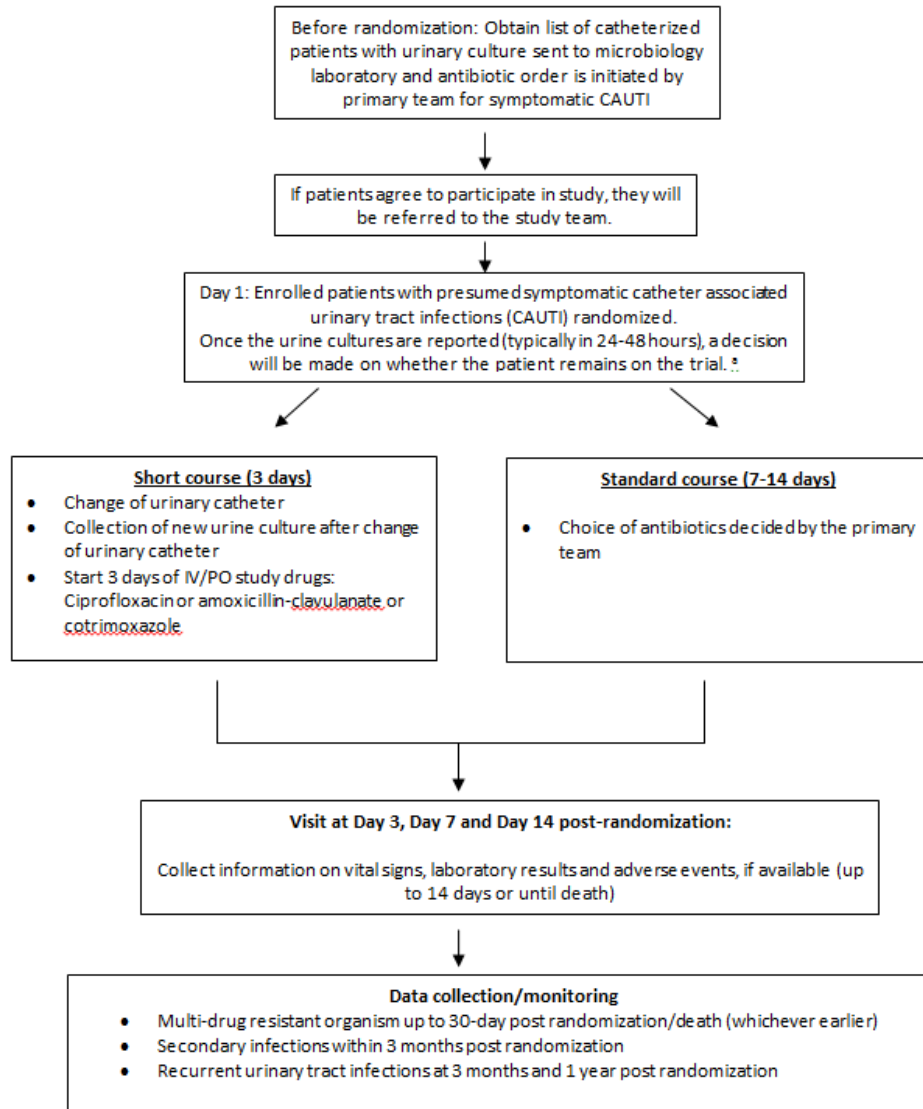 Before randomization: Obtain list of catheterized
patients with urinary culture sent to microbiology
laboratory and antibiotic order is initiated by
primary team for symptomatic CAUTI
If patients agree to participate in study, they will
be referred to the study team.
Day 1: Enrolled patients with presumed symptomatic catheter associated
urinary tract infections (CAUTI) randomized.
Once the urine cultures are reported (typically in 24-48 hours), a decision
will be made on whether the patient remains on the trial. a
Short course (3 days)
• Change of urinary catheter
• Collection of new urine culture after change
of urinary catheter
• Start 3 days of IV/PO study drugs:
Ciprofloxacin or amoxicillin-clavulanate or
cotrimoxazole
Standard course (7-14 days)
• Choice of antibiotics decided by the primary
team
Visit at Day 3, Day 7 and Day 14 post-randomization:
Collect information on vital signs, laboratory results and adverse events, if available (up
to 14 days or until death)
Data collection/monitoring
• Multi-drug resistant organism up to 30-day post randomization/death (whichever earlier)
• Secondary infections within 3 months post randomization
• Recurrent urinary tract infections at 3 months and 1 year post randomization